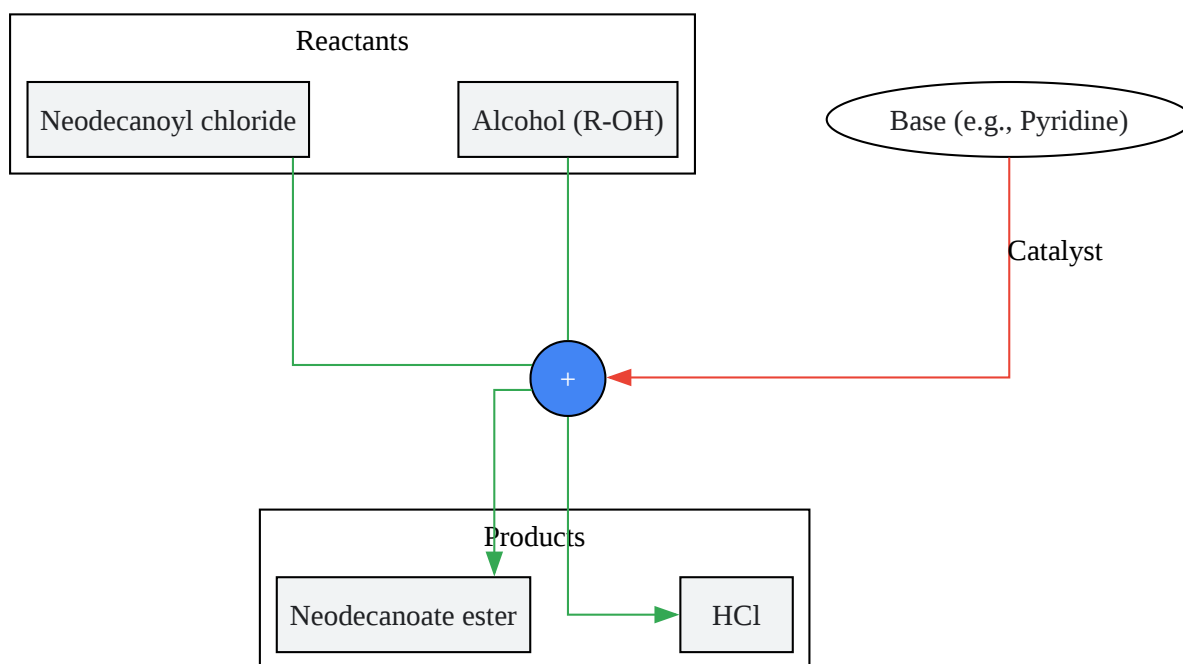 Reactants
Neodecanoyl chloride
Alcohol (R-OH)
Base (e.g., Pyridine)
Catalyst
+
Products
Neodecanoate ester
HCl